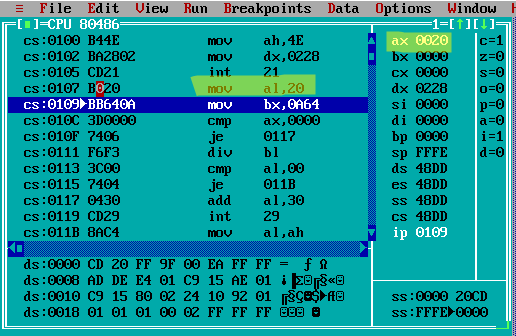 ≡ File Edit View Run Breakpoints Data Options Window H
[■]=CPU 80486 1=[↑][↓]
cs:0100 B44E mov ah,4E ax 0020 c=1
cs:0102 BA2802 mov dx,0228 bx 0000 z=0
cs:0105 CD21 int 21 cx 0000 s=0
cs:0107 B020 mov al,20 dx 0228 o=0
cs:0109►BB640A mov bx,0A64 si 0000 p=0
cs:010C 3D0000 cmp ax,0000 di 0000 a=0
cs:010F 7406 je 0117 bp 0000 i=1
cs:0111 F6F3 div bl sp FFFE d=0
cs:0113 3C00 cmp al,00 ds 48DD
cs:0115 7404 je 011B es 48DD
cs:0117 0430 add al,30 ss 48DD
cs:0119 CD29 int 29 cs 48DD
cs:011B 8AC4 mov al,ah ip 0109
ds:0000 CD 20 FF 9F 00 EA FF FF = ƒ Ω
ds:0008 AD DE E4 01 C9 15 AE 01 ¡▐Σ☺╔§«☺
ds:0010 C9 15 80 02 24 10 92 01 ╔§Ç☻$►Æ☺ ss:0000 20CD
ds:0018 01 01 01 00 02 FF FF FF ☺☺☺ ☻ ss:FFFE►0000